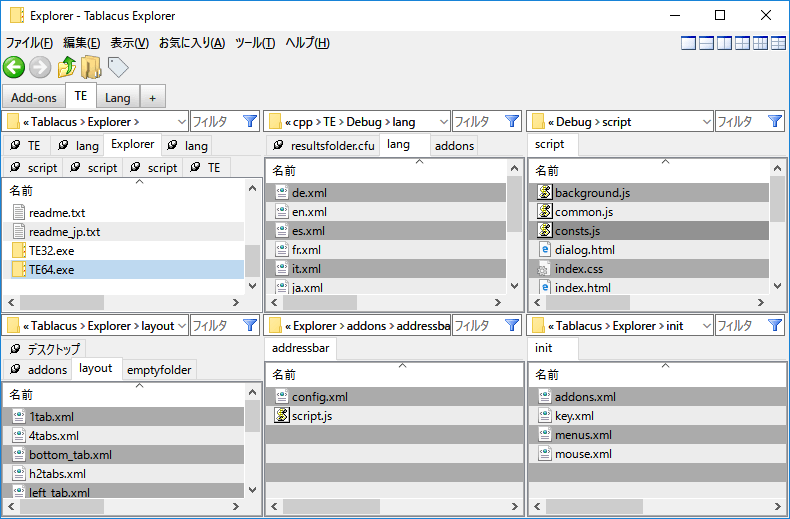 Explorer - Tablacus Explorer
ファイル(F) 編集(E) 表示(V) お気に入り(A) ツール(T) ヘルプ(H)
Add-ons TE Lang +
« Tablacus › Explorer › フィルタ
TE lang Explorer lang
script script script TE
名前
readme.txt
readme_jp.txt
TE32.exe
TE64.exe
« cpp › TE › Debug › lang フィルタ
resultsfolder.cfu lang addons
名前
de.xml
en.xml
es.xml
fr.xml
it.xml
ja.xml
« Debug › script フィルタ
script
名前
background.js
common.js
consts.js
dialog.html
index.css
index.html
« Tablacus › Explorer › layout フィルタ
デスクトップ
addons layout emptyfolder
名前
1tab.xml
4tabs.xml
bottom_tab.xml
h2tabs.xml
left_tab.xml
« Explorer › addons › addressba フィルタ
addressbar
名前
config.xml
script.js
« Tablacus › Explorer › init フィルタ
init
名前
addons.xml
key.xml
menus.xml
mouse.xml